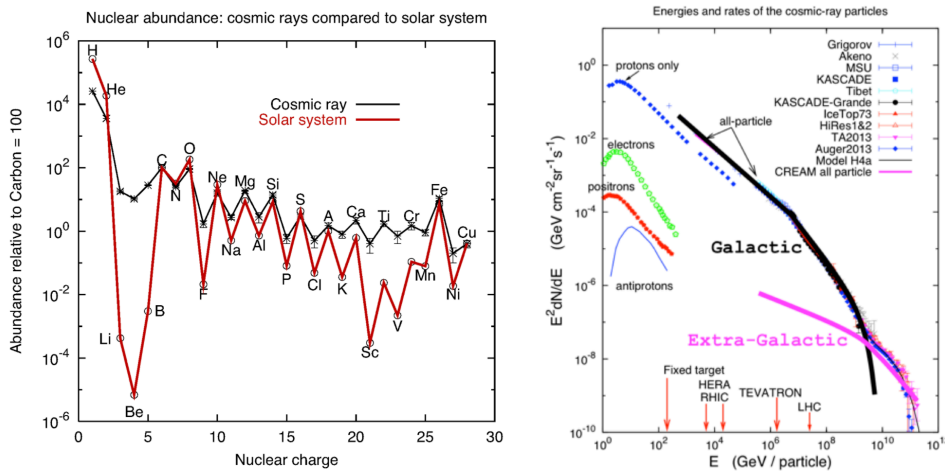 Nuclear abundance: cosmic rays compared to solar system
Abundance relative to Carbon = 100
10^6
10^4
10^2
10^0
10^-2
10^-4
10^-6
0
5
10
15
20
25
30
Nuclear charge
Cosmic ray
Solar system
H
He
Li
Be
B
C
N
O
F
Ne
Na
Mg
Al
Si
P
S
Cl
A
K
Ca
Sc
Ti
V
Cr
Mn
Fe
Ni
Cu
Energies and rates of the cosmic-ray particles
E^2dN/dE (GeV cm^-2sr^-1s^-1)
10^0
10^-2
10^-4
10^-6
10^-8
10^-10
10^0
10^2
10^4
10^6
10^8
10^10
10^12
E (GeV / particle)
Grigorov
Akeno
MSU
KASCADE
Tibet
KASCADE-Grande
IceTop73
HiRes1&2
TA2013
Auger2013
Model H4a
CREAM all particle
protons only
all-particle
electrons
positrons
antiprotons
Galactic
Extra-Galactic
Fixed target
HERA
RHIC
TEVATRON
LHC